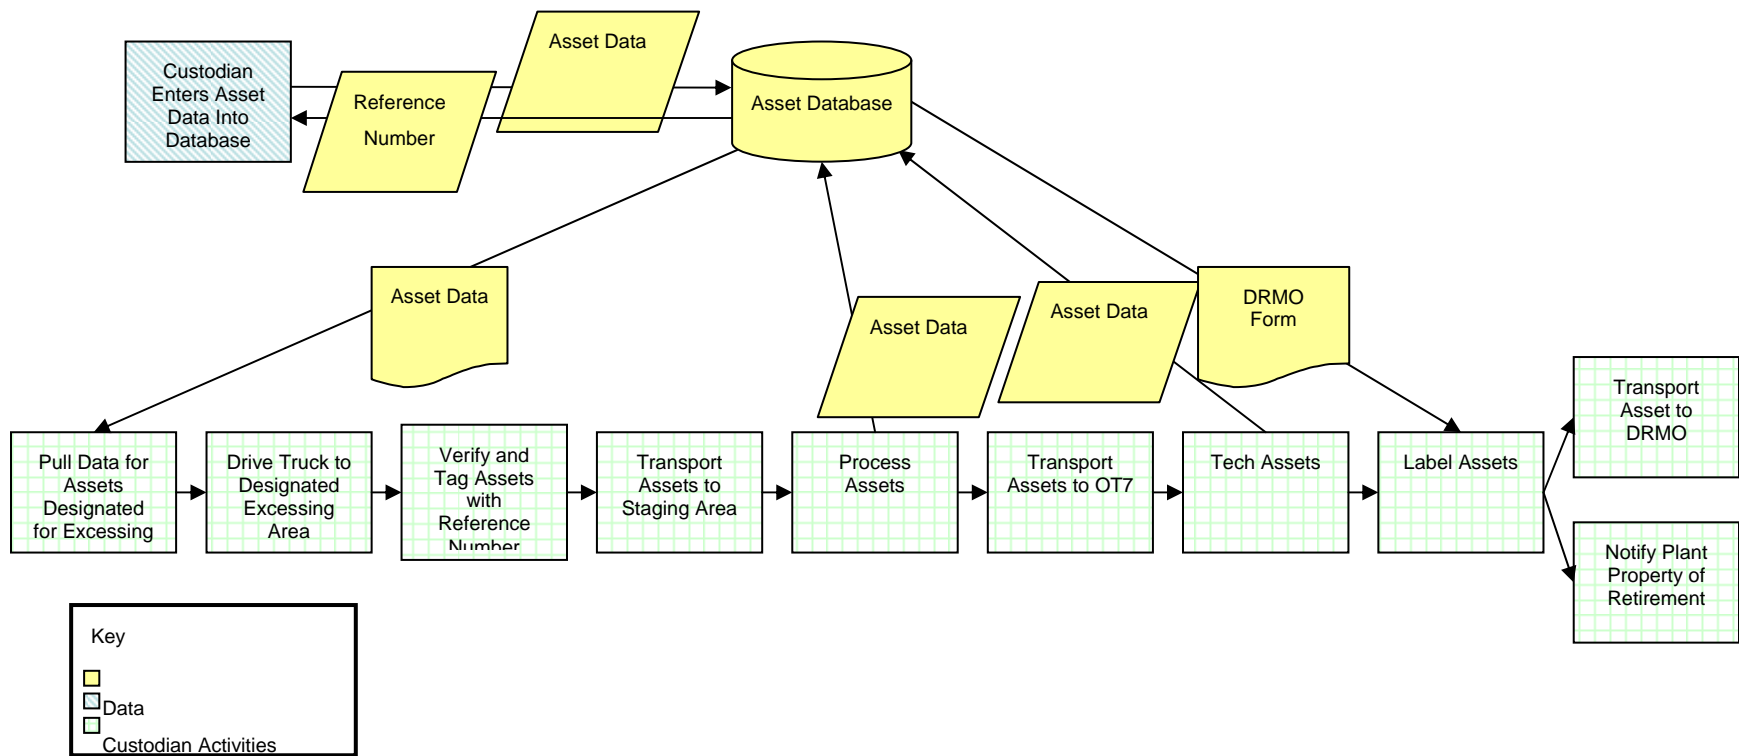 Custodian
Enters Asset
Data Into
Database
Reference
Number
Asset Data
Asset Database
Asset Data
Asset Data
Asset Data
DRMO
Form
Pull Data for
Assets
Designated
for Excessing
Drive Truck to
Designated
Excessing
Area
Verify and
Tag Assets
with
Reference
Number
Transport
Assets to
Staging Area
Process
Assets
Transport
Assets to OT7
Tech Assets
Label Assets
Transport
Asset to
DRMO
Notify Plant
Property of
Retirement
Key
Data
Custodian Activities